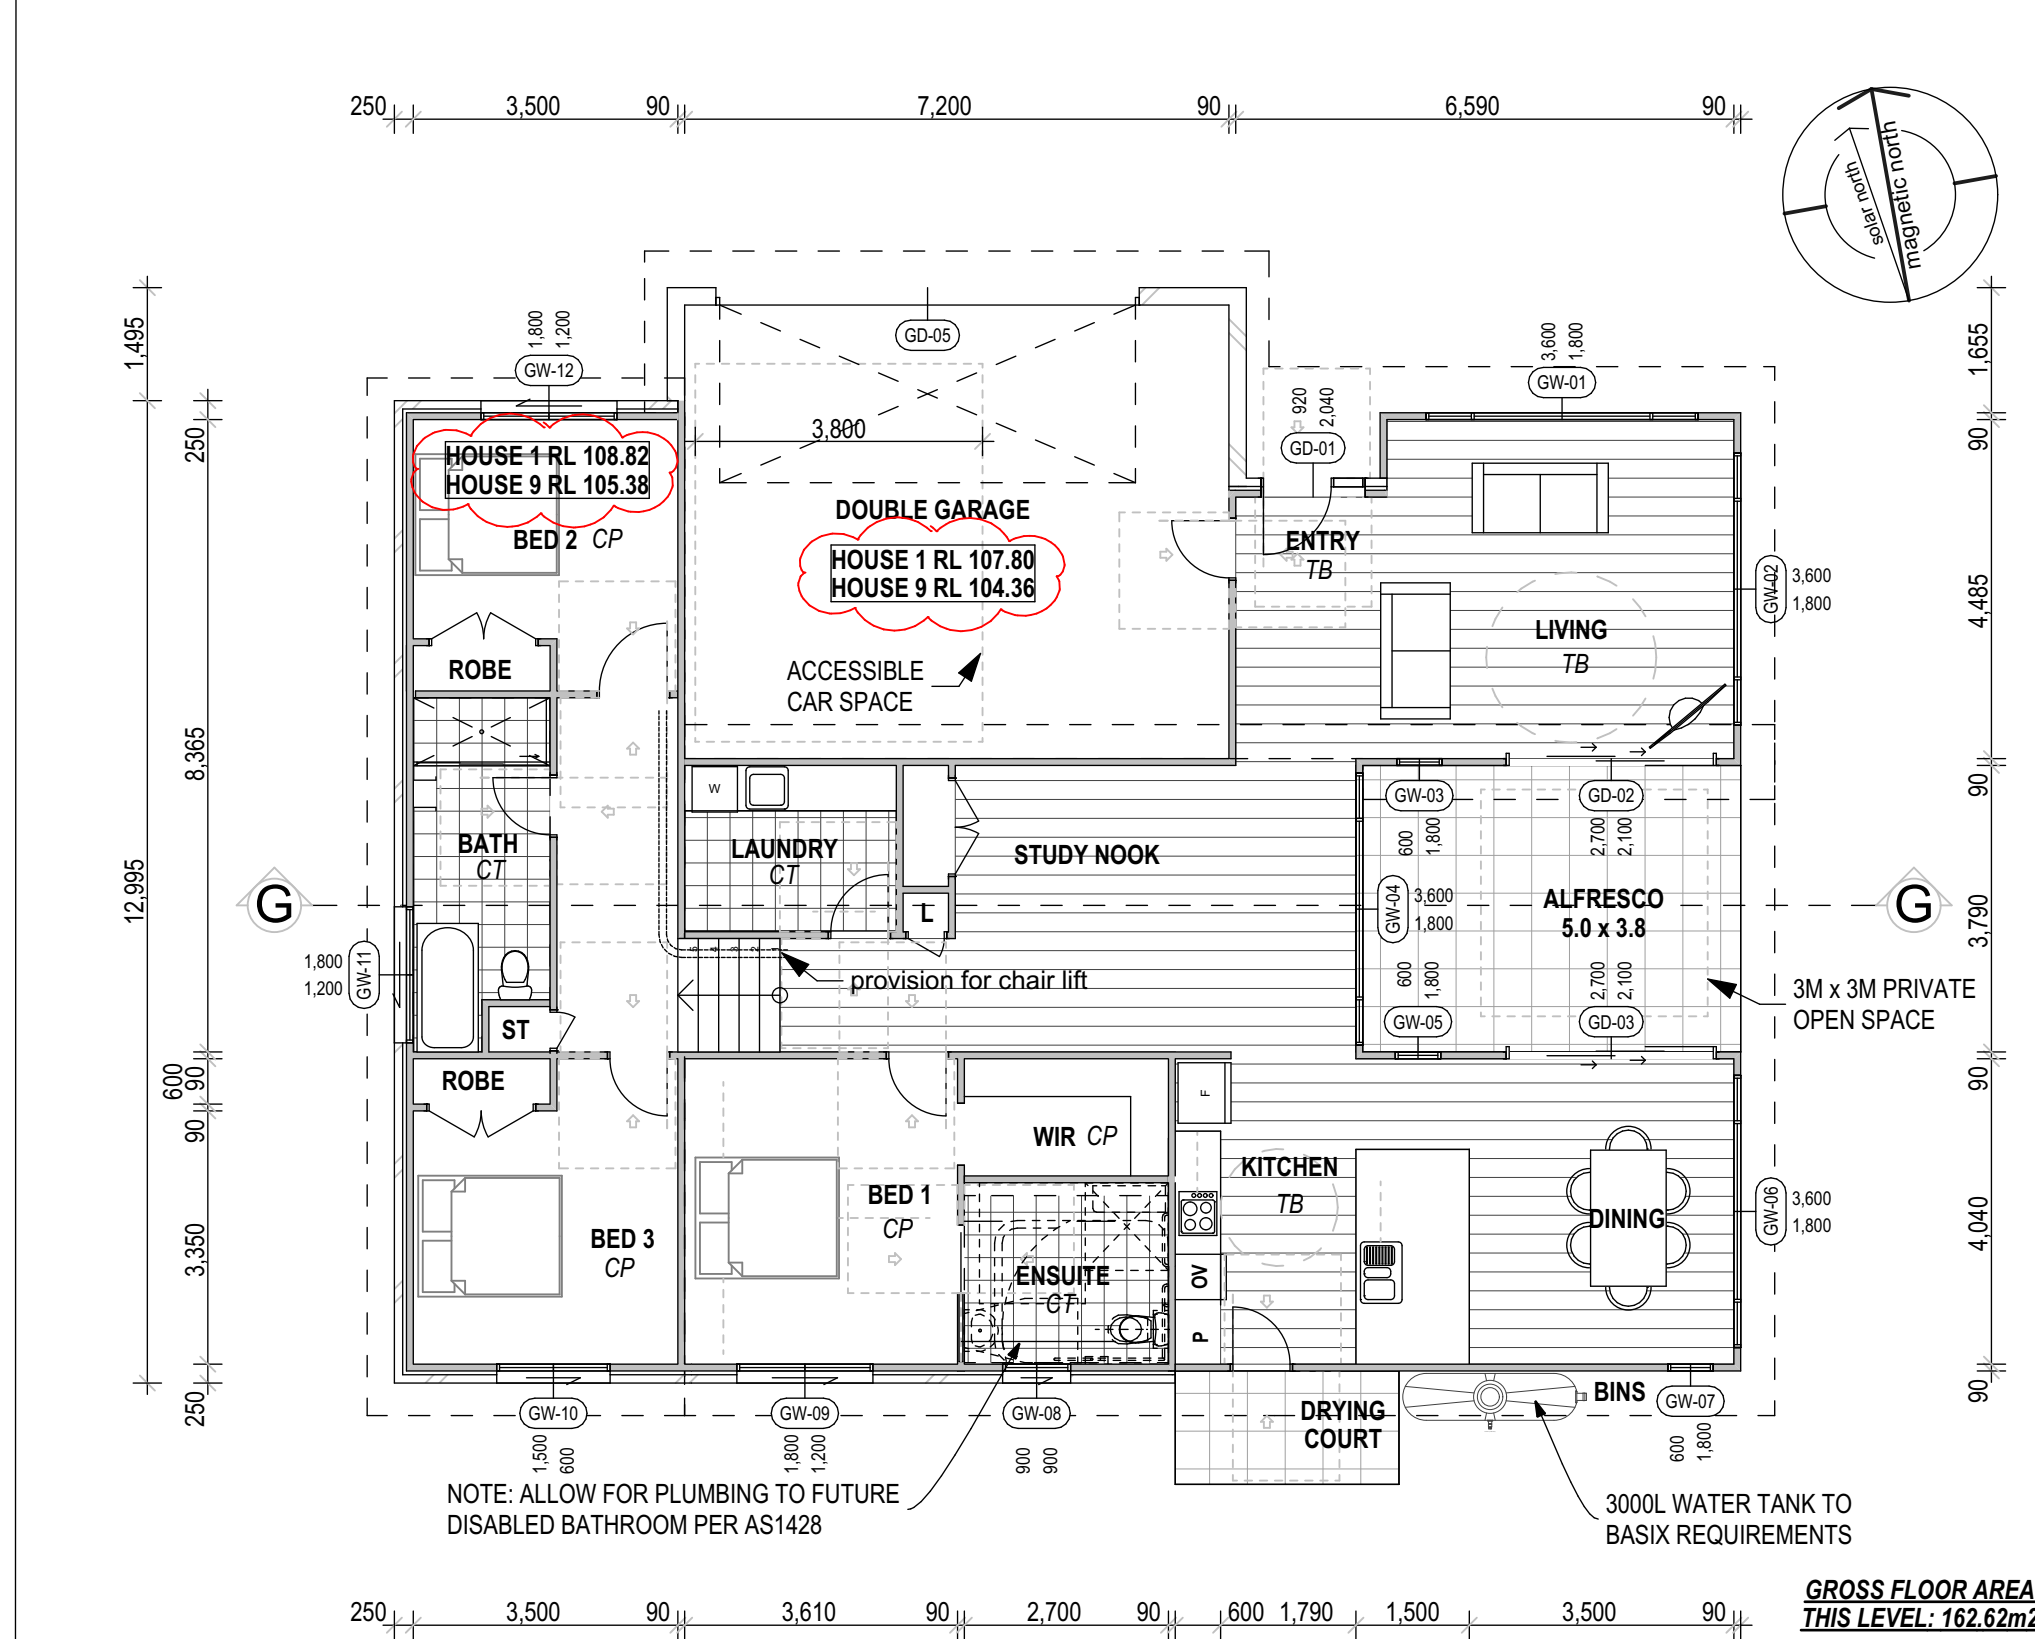 250 3,500 90 7,200 90 6,590 90
magnetic north
solar north
1,495
250
8,365
12,995
600
90
90
3,350
250
1,655
90
4,485
90
3,790
90
4,040
90
1,800
1,200
GW-12
GD-05
3,600
1,800
GW-01
920
2,040
GD-01
3,800
HOUSE 1 RL 108.82
HOUSE 9 RL 105.38
BED 2 CP
DOUBLE GARAGE
HOUSE 1 RL 107.80
HOUSE 9 RL 104.36
ENTRY
TB
GW-02
3,600
1,800
LIVING
TB
ACCESSIBLE
CAR SPACE
ROBE
W
GW-03
600
1,800
GD-02
2,700
2,100
BATH
CT
LAUNDRY
CT
STUDY NOOK
G
L
GW-04
3,600
1,800
ALFRESCO
5.0 x 3.8
G
1,800
1,200
GW-11
5 4 3 2 1
provision for chair lift
600
1,800
GW-05
2,700
2,100
GD-03
3M x 3M PRIVATE
OPEN SPACE
ST
ROBE
F
WIR CP
KITCHEN
TB
BED 1
CP
BED 3
CP
ENSUITE
CT
OV
P
DINING
GW-06
3,600
1,800
GW-10
1,500
600
GW-09
1,800
1,200
GW-08
900
900
DRYING
COURT
BINS
GW-07
600
1,800
NOTE: ALLOW FOR PLUMBING TO FUTURE
DISABLED BATHROOM PER AS1428
3000L WATER TANK TO
BASIX REQUIREMENTS
GROSS FLOOR AREA
THIS LEVEL: 162.62m2
250 3,500 90 3,610 90 2,700 90 600 1,790 1,500 3,500 90